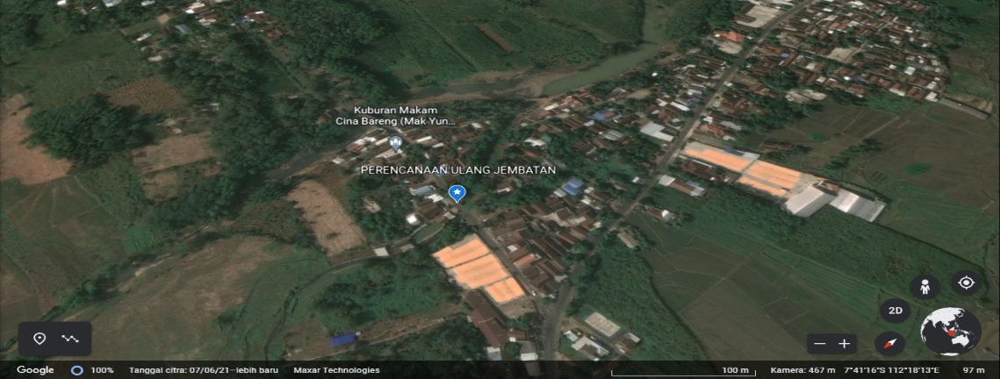 Kuburan Makam
Cina Bareng (Mak Yun...
PERENCANAAN ULANG JEMBATAN
2D
Google
100%
Tanggal citra: 07/06/21–lebih baru
Maxar Technologies
100 m
Kamera: 467 m
7°41'16"S 112°18'13"E
97 m